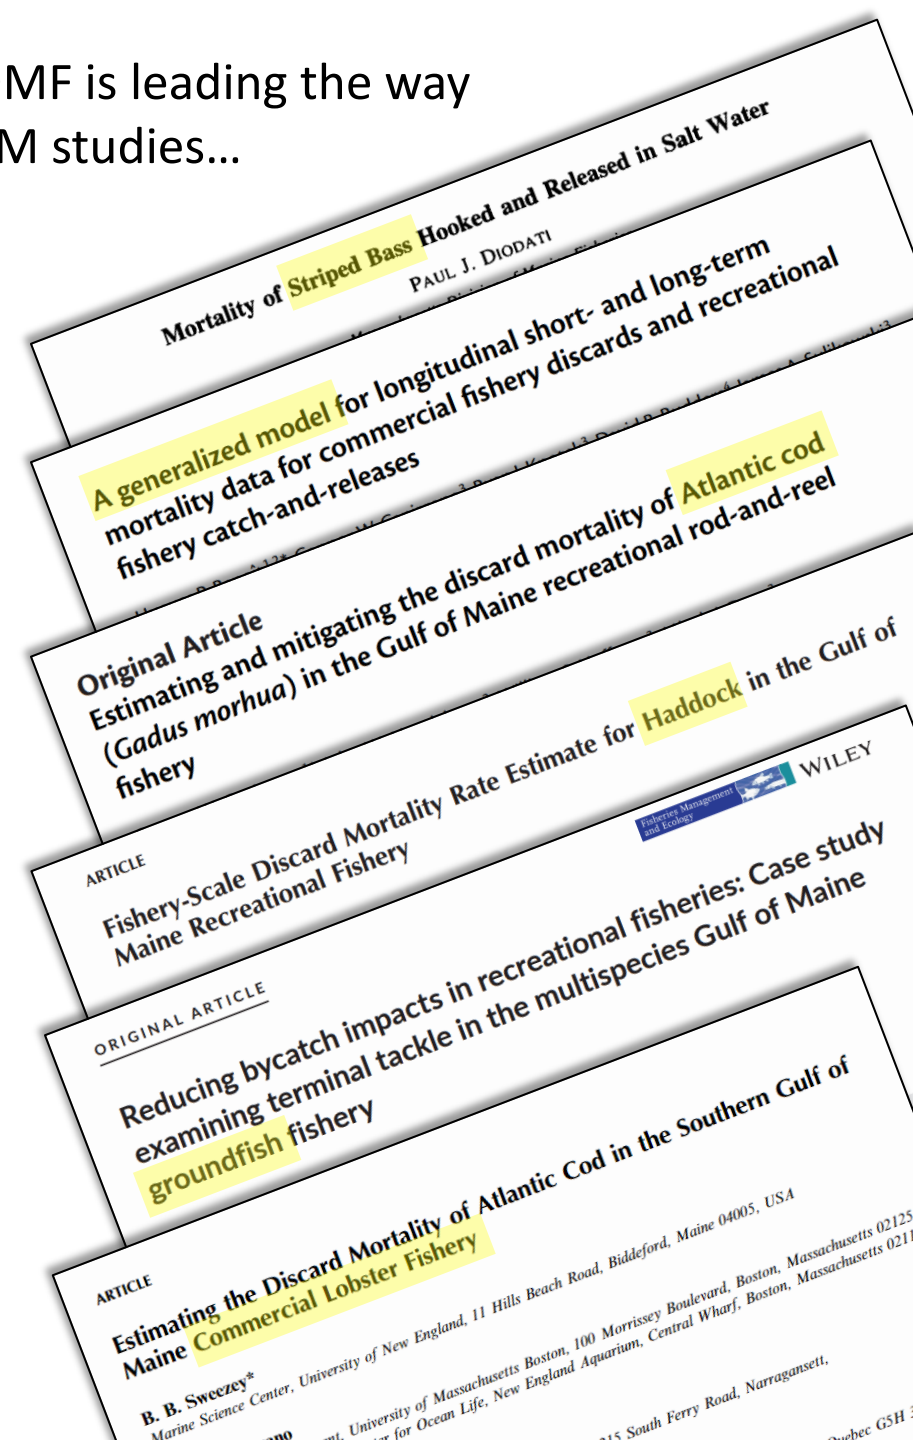 MF is leading the way
M studies…
Mortality of Striped Bass Hooked and Released in Salt Water
PAUL J. DIODATI
A generalized model for longitudinal short- and long-term
mortality data for commercial fishery discards and recreational
fishery catch-and-releases
Original Article
Estimating and mitigating the discard mortality of Atlantic cod
(Gadus morhua) in the Gulf of Maine recreational rod-and-reel
fishery
ARTICLE
Fishery-Scale Discard Mortality Rate Estimate for Haddock in the Gulf of
Maine Recreational Fishery
Fisheries Management
and Ecology
WILEY
ORIGINAL ARTICLE
Reducing bycatch impacts in recreational fisheries: Case study
examining terminal tackle in the multispecies Gulf of Maine
groundfish fishery
ARTICLE
Estimating the Discard Mortality of Atlantic Cod in the Southern Gulf of
Maine Commercial Lobster Fishery
B. B. Sweezey*
Marine Science Center, University of New England, 11 Hills Beach Road, Biddeford, Maine 04005, USA
University of Massachusetts Boston, 100 Morrissey Boulevard, Boston, Massachusetts 02125
for Ocean Life, New England Aquarium, Central Wharf, Boston, Massachusetts
South Ferry Road, Narragansett,
G5H